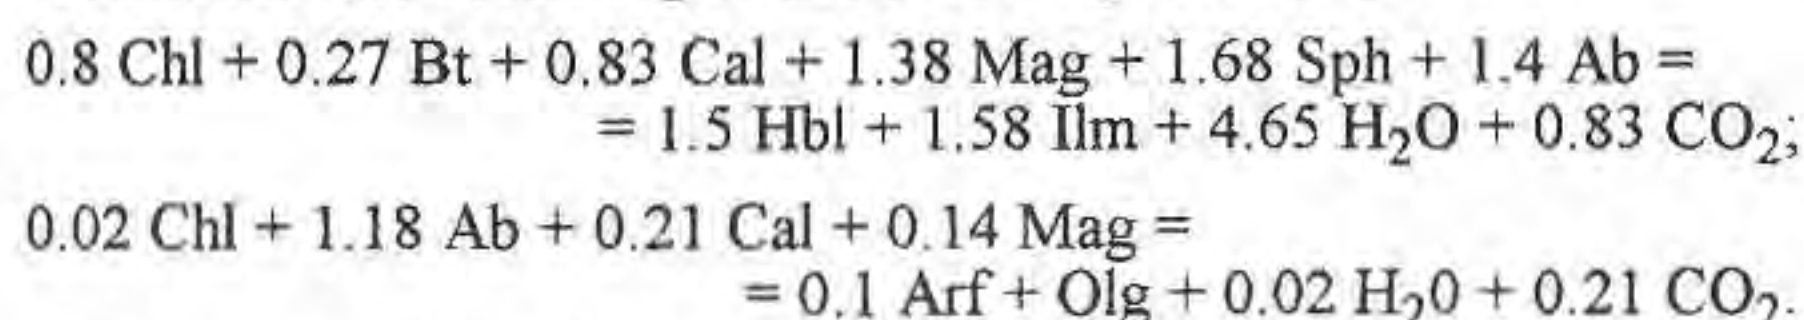 0.8 Chl + 0.27 Bt + 0.83 Cal + 1.38 Mag + 1.68 Sph + 1.4 Ab =
= 1.5 Hbl + 1.58 Ilm + 4.65 H₂O + 0.83 CO₂;
0.02 Chl + 1.18 Ab + 0.21 Cal + 0.14 Mag =
= 0.1 Arf + Olg + 0.02 H₂0 + 0.21 CO₂.